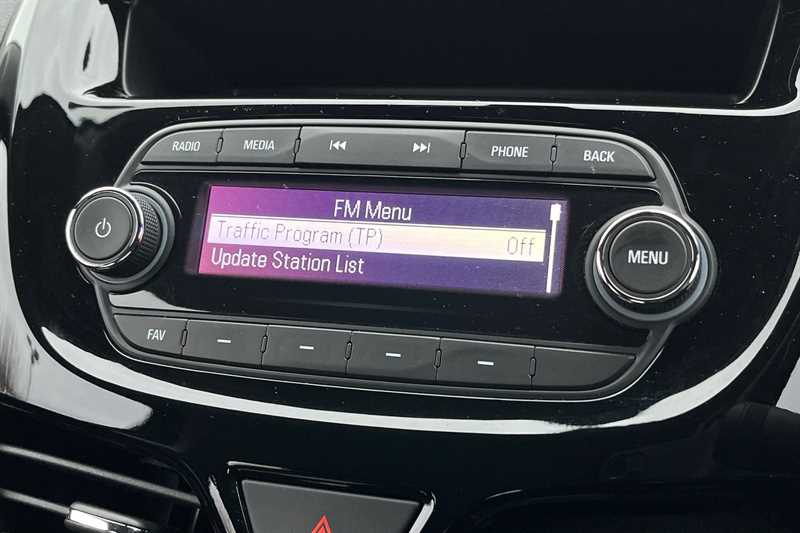 RADIO MEDIA PHONE BACK
FM Menu
Traffic Program (TP) Off
Update Station List
MENU
FAV